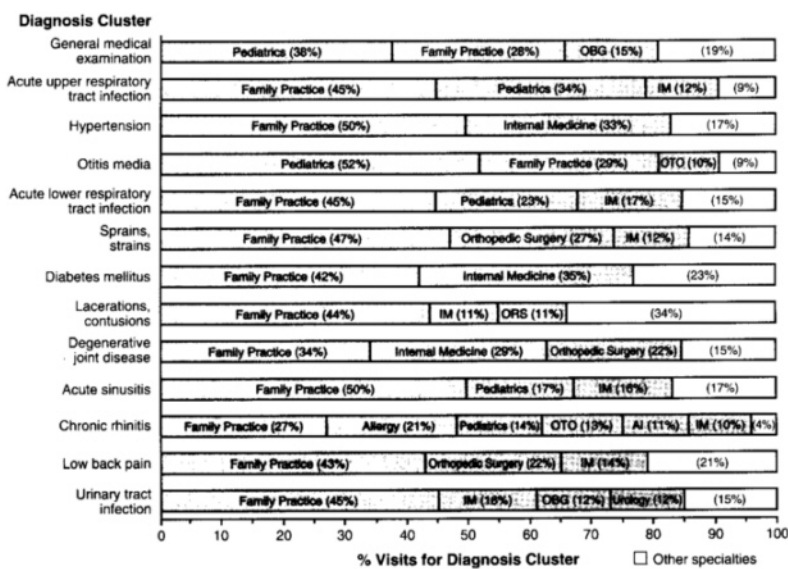 Diagnosis Cluster
General medical
examination
Pediatrics (38%) Family Practice (28%) OBG (15%) (19%)
Acute upper respiratory
tract infection
Family Practice (45%) Pediatrics (34%) IM (12%) (9%)
Hypertension
Family Practice (50%) Internal Medicine (33%) (17%)
Otitis media
Pediatrics (52%) Family Practice (29%) OTO (10%) (9%)
Acute lower respiratory
tract infection
Family Practice (45%) Pediatrics (23%) IM (17%) (15%)
Sprains,
strains
Family Practice (47%) Orthopedic Surgery (27%) IM (12%) (14%)
Diabetes mellitus
Family Practice (42%) Internal Medicine (35%) (23%)
Lacerations,
contusions
Family Practice (44%) IM (11%) ORS (11%) (34%)
Degenerative
joint disease
Family Practice (34%) Internal Medicine (29%) Orthopedic Surgery (22%) (15%)
Acute sinusitis
Family Practice (50%) Pediatrics (17%) IM (16%) (17%)
Chronic rhinitis
Family Practice (27%) Allergy (21%) Pediatrics (14%) OTO (13%) AI (11%) IM (10%) (4%)
Low back pain
Family Practice (43%) Orthopedic Surgery (22%) IM (14%) (21%)
Urinary tract
infection
Family Practice (45%) IM (16%) OBG (12%) Urology (12%) (15%)
0 10 20 30 40 50 60 70 80 90 100
% Visits for Diagnosis Cluster
Other specialties